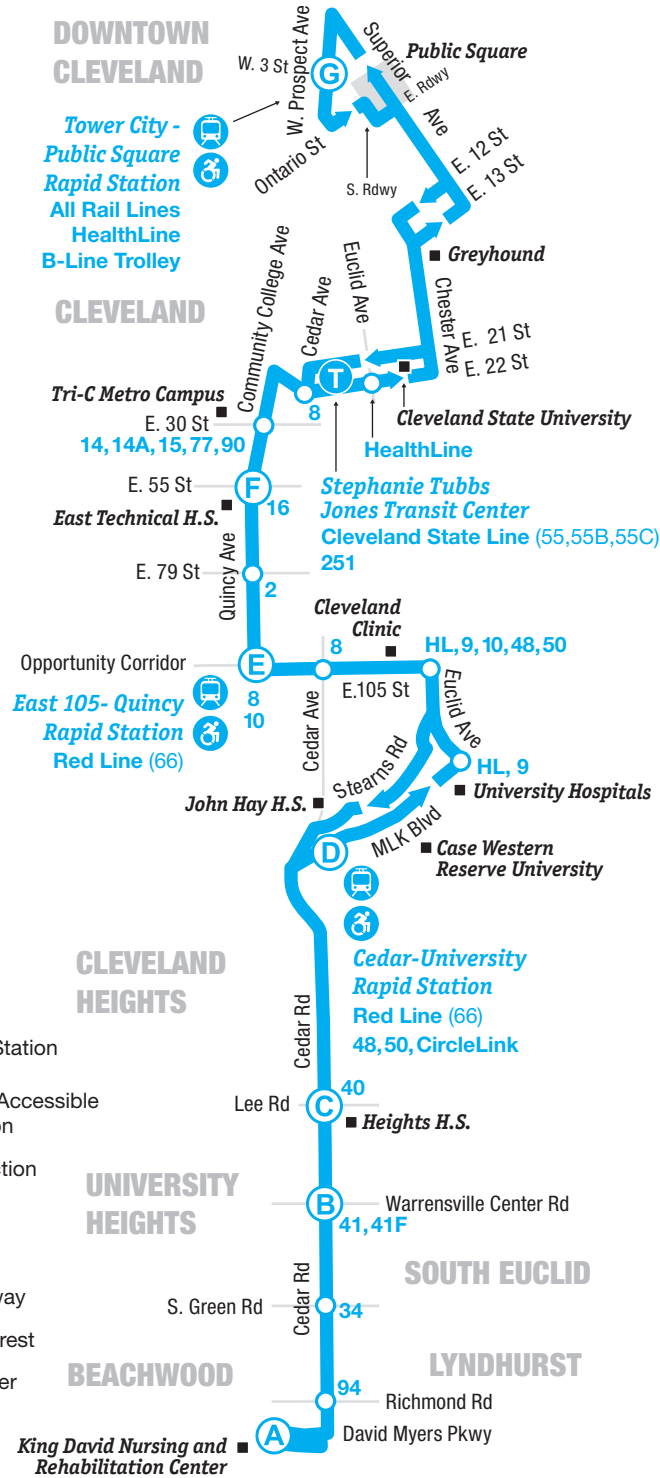 DOWNTOWN
CLEVELAND
W. 3 St
W. Prospect Ave
G
Superior
Ave
Public Square
E. Rdwy
Tower City -
Public Square
Rapid Station
All Rail Lines
HealthLine
B-Line Trolley
Ontario St
S. Rdwy
E. 12 St
E. 13 St
Greyhound
CLEVELAND
Community College Ave
Cedar Ave
Euclid Ave
Chester Ave
E. 21 St
E. 22 St
T
Tri-C Metro Campus
8
Cleveland State University
E. 30 St
14, 14A, 15, 77, 90
HealthLine
E. 55 St
F
16
East Technical H.S.
Stephanie Tubbs
Jones Transit Center
Cleveland State Line (55,55B,55C)
251
Quincy Ave
E. 79 St
2
Cleveland
Clinic
Opportunity Corridor
E
8
HL, 9, 10, 48, 50
E.105 St
8
10
East 105- Quincy
Rapid Station
Red Line (66)
Cedar Ave
Euclid Ave
Stearns Rd
HL, 9
University Hospitals
John Hay H.S.
MLK Blvd
D
Case Western
Reserve University
CLEVELAND
HEIGHTS
Cedar-University
Rapid Station
Red Line (66)
48, 50, CircleLink
Cedar Rd
Station
Accessible
on
40
Lee Rd
C
Heights H.S.
ction
UNIVERSITY
HEIGHTS
B
Warrensville Center Rd
41, 41F
SOUTH EUCLID
Cedar Rd
way
S. Green Rd
34
rest
er
BEACHWOOD
LYNDHURST
94
Richmond Rd
A
David Myers Pkwy
King David Nursing and
Rehabilitation Center